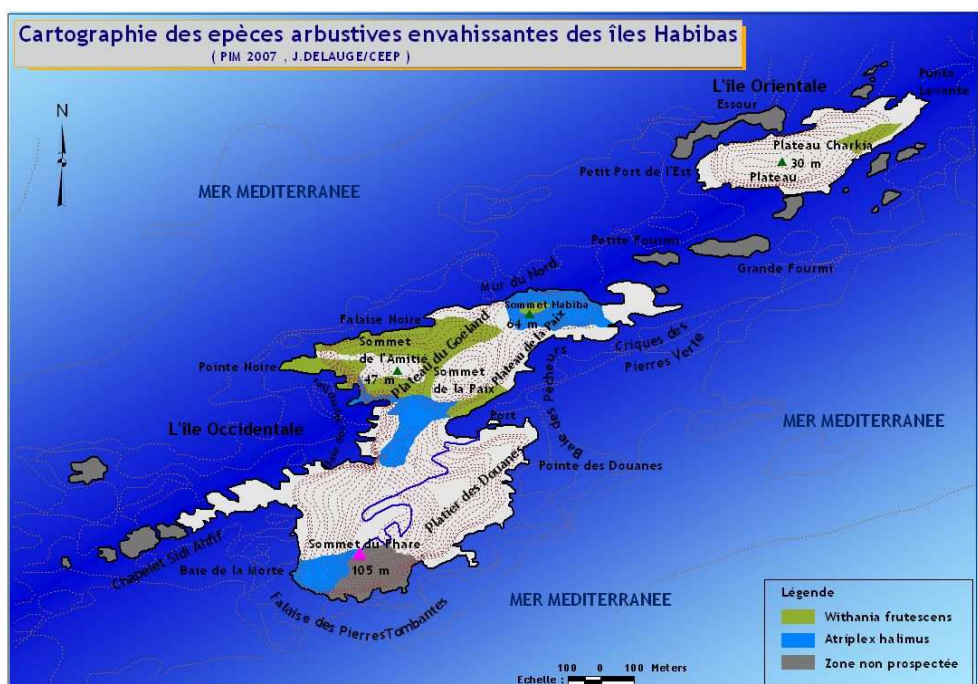 Cartographie des epèces arbustives envahissantes des îles Habibas
( PIM 2007 , J.DELAUGE/CEEP )
N
L'île Orientale
Punta
Levante
Essour
Plateau Charkia
30 m
Plateau
Petit Port de l'Est
MER MEDITERRANEE
Petite Fourmi
Grande Fourmi
Mur du Nord
Sommet Habiba
64 m
Falaise Noire
Sommet
de l'Amitié
47 m
Plateau du Goeland
Plateau de la Paix
Sommet
de la Paix
Criques des
Pierres Verte
Pointe Noire
Port
Baie des Pecheurs
MER MEDITERRANEE
L'île Occidentale
Pointe des Douanes
Platier des Douanes
Sommet du Phare
105 m
Chapelet Sidi Ahfif
Baie de la Morte
Falaise des PierresTombantes
MER MEDITERRANEE
Légende
Withania frutescens
Atriplex halimus
Zone non prospectée
100 0 100 Meters
Echelle :